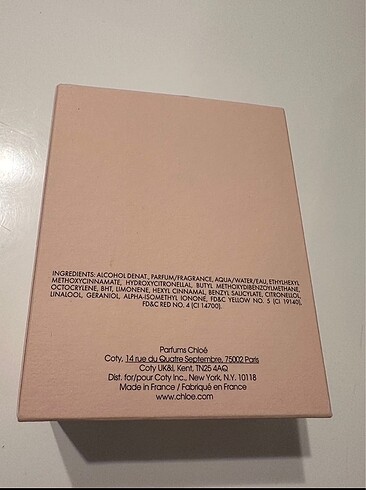 INGREDIENTS: ALCOHOL DENAT., PARFUM/FRAGRANCE, AQUA/WATER/EAU, ETHYLHEXYL
METHOXYCINNAMATE, HYDROXYCITRONELLAL, BUTYL METHOXYDIBENZOYLMETHANE,
OCTOCRYLENE, BHT, LIMONENE, HEXYL CINNAMAL, BENZYL SALICYLATE, CITRONELLOL,
LINALOOL, GERANIOL, ALPHA-ISOMETHYL IONONE, FD&C YELLOW NO. 5 (CI 19140),
FD&C RED NO. 4 (CI 14700).
Parfums Chloé
Coty, 14 rue du Quatre Septembre, 75002 Paris
Coty UK&I, Kent, TN25 4AQ
Dist. for/pour Coty Inc., New York, N.Y. 10118
Made in France / Fabriqué en France
www.chloe.com